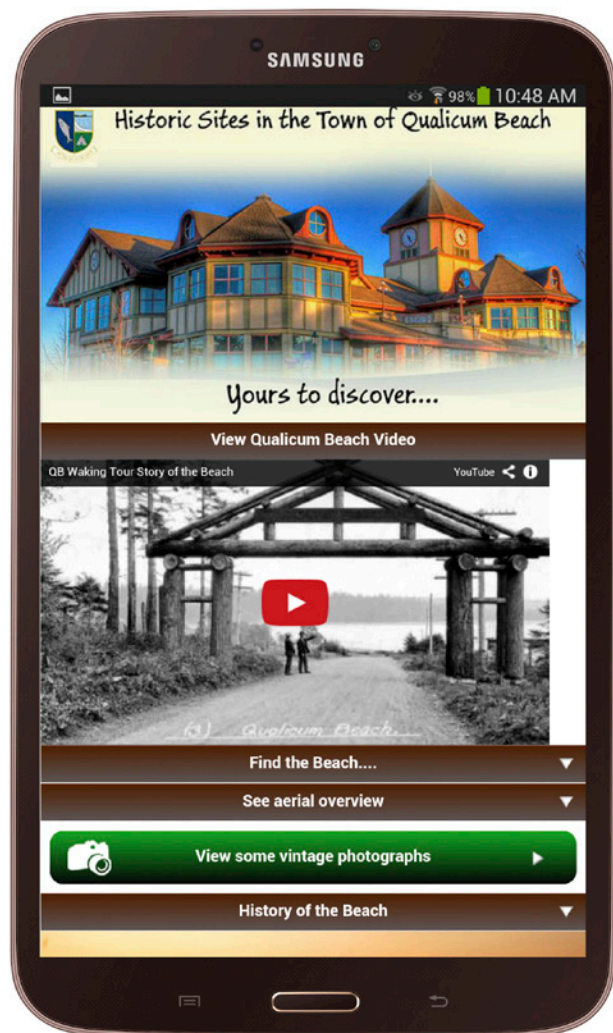 SAMSUNG
98% 10:48 AM
Historic Sites in the Town of Qualicum Beach
Yours to discover....
View Qualicum Beach Video
QB Waking Tour Story of the Beach YouTube
(3) Qualicum Beach.
Find the Beach....
See aerial overview
View some vintage photographs
History of the Beach